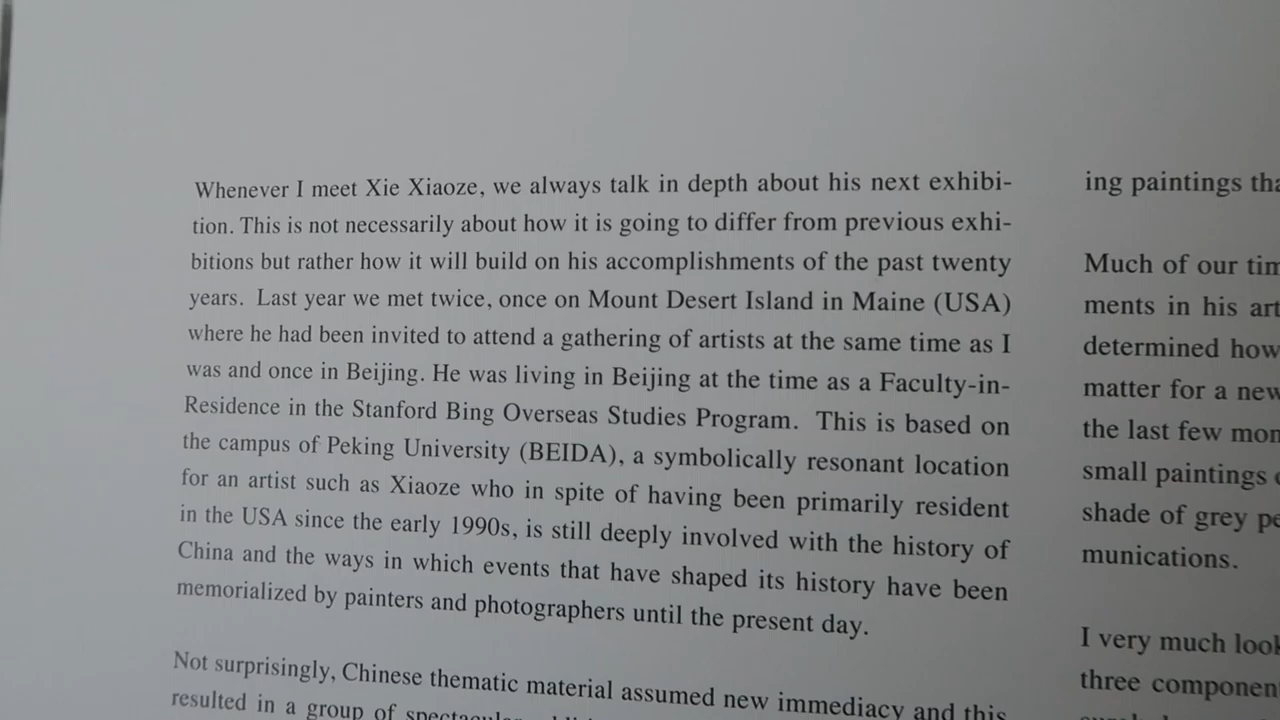 Whenever I meet Xie Xiaoze, we always talk in depth about his next exhibi-
tion. This is not necessarily about how it is going to differ from previous exhi-
bitions but rather how it will build on his accomplishments of the past twenty
years. Last year we met twice, once on Mount Desert Island in Maine (USA)
where he had been invited to attend a gathering of artists at the same time as I
was and once in Beijing. He was living in Beijing at the time as a Faculty-in-
Residence in the Stanford Bing Overseas Studies Program. This is based on
the campus of Peking University (BEIDA), a symbolically resonant location
for an artist such as Xiaoze who in spite of having been primarily resident
in the USA since the early 1990s, is still deeply involved with the history of
China and the ways in which events that have shaped its history have been
memorialized by painters and photographers until the present day.
Not surprisingly, Chinese thematic material assumed new immediacy and this
resulted in a group of
ing paintings
Much of our
ments in his
determined how
matter for a new
the last few
small paintings
shade of grey
munications.
I very much look
three